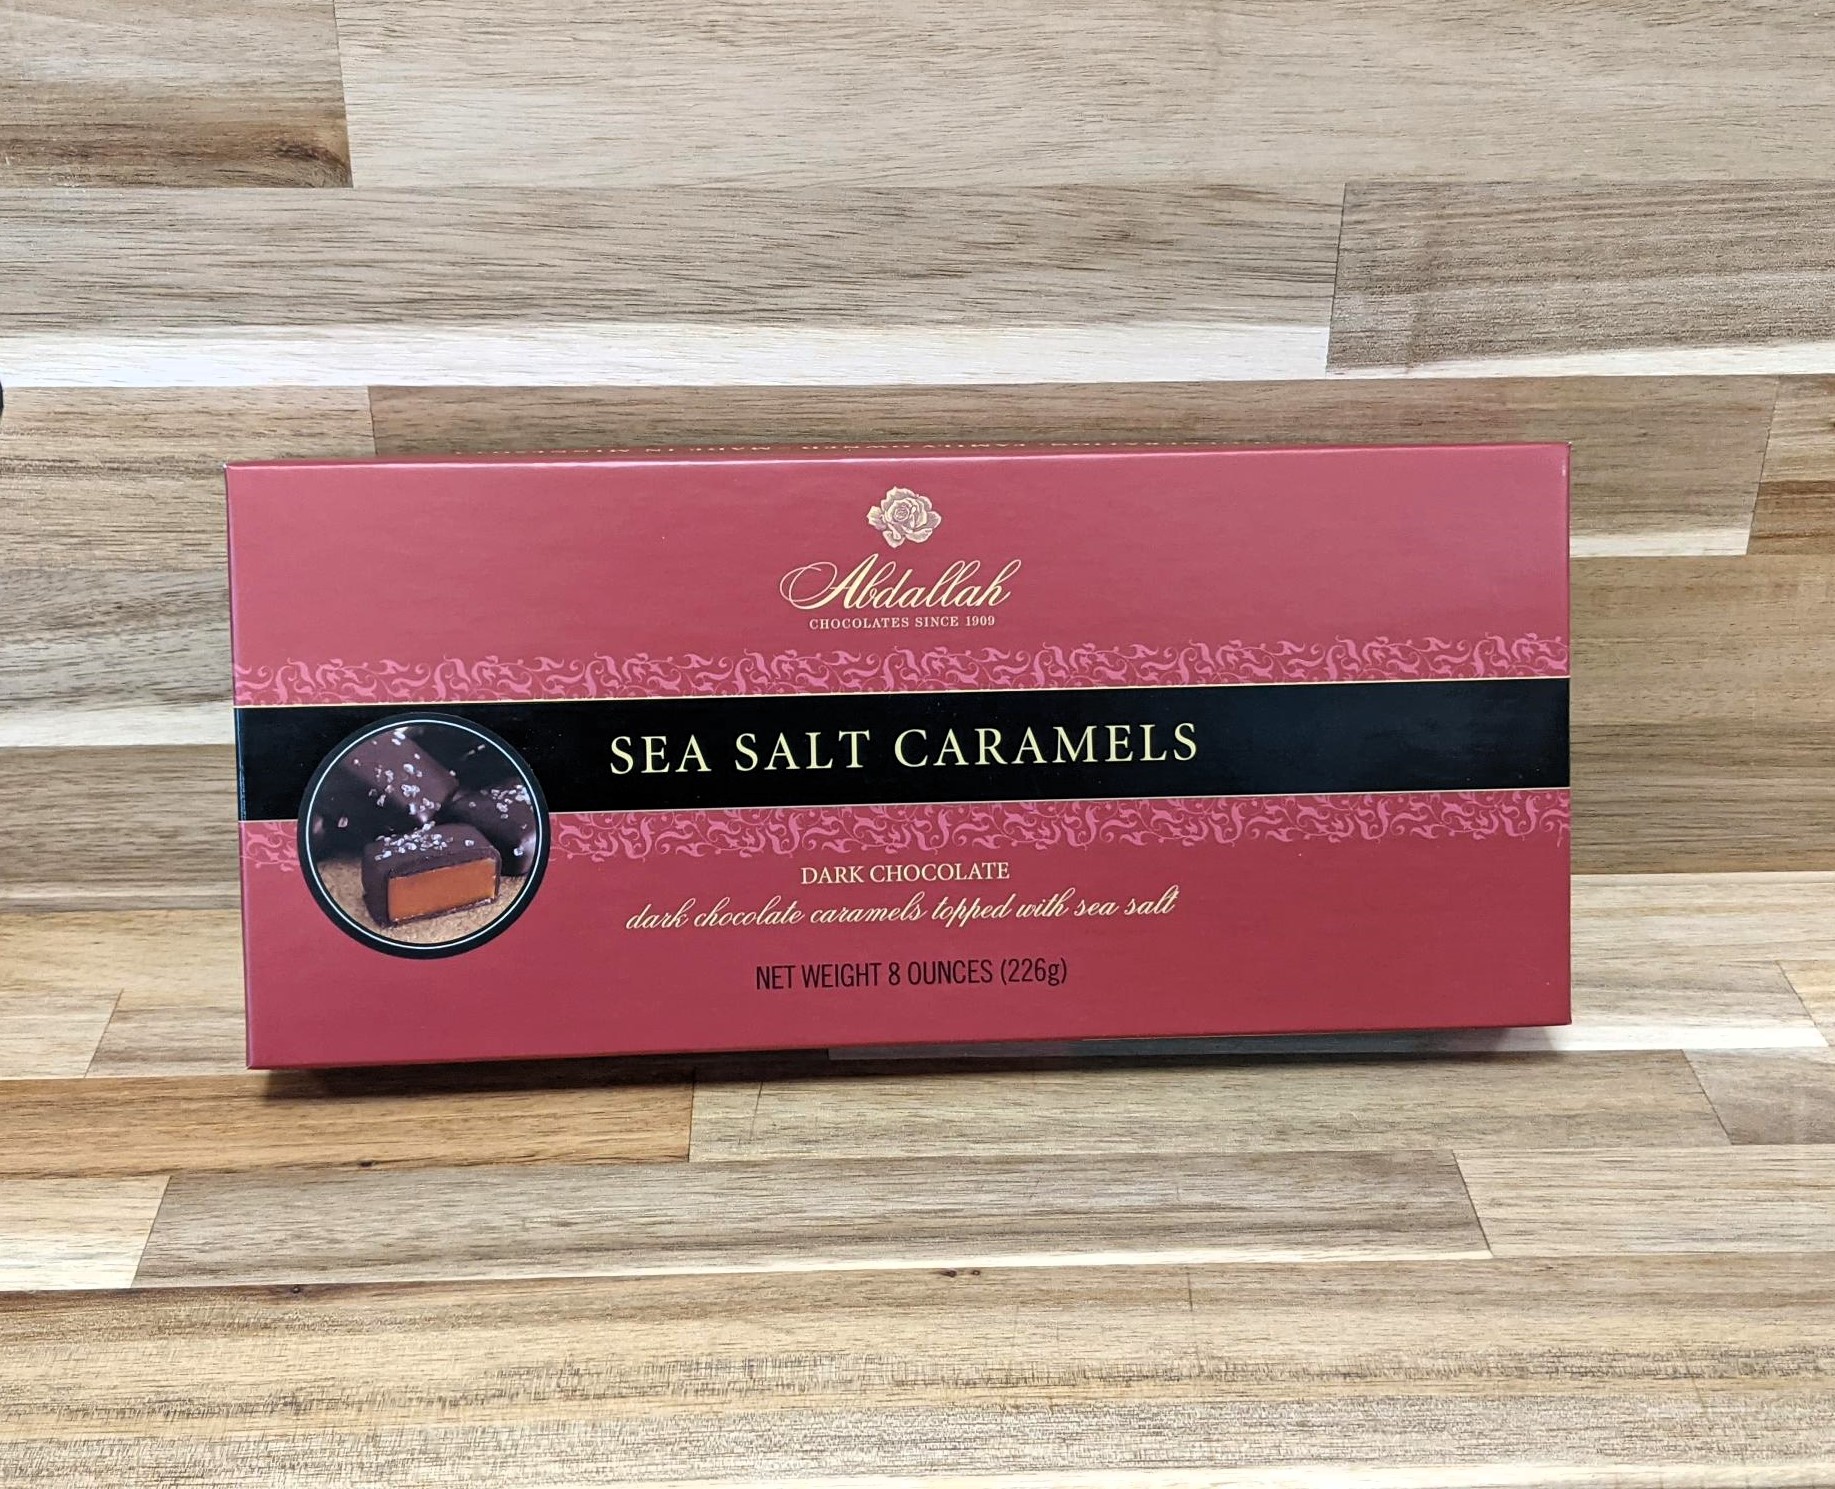 Abdallah
CHOCOLATES SINCE 1909
SEA SALT CARAMELS
DARK CHOCOLATE
dark chocolate caramels topped with sea salt
NET WEIGHT 8 OUNCES (226g)